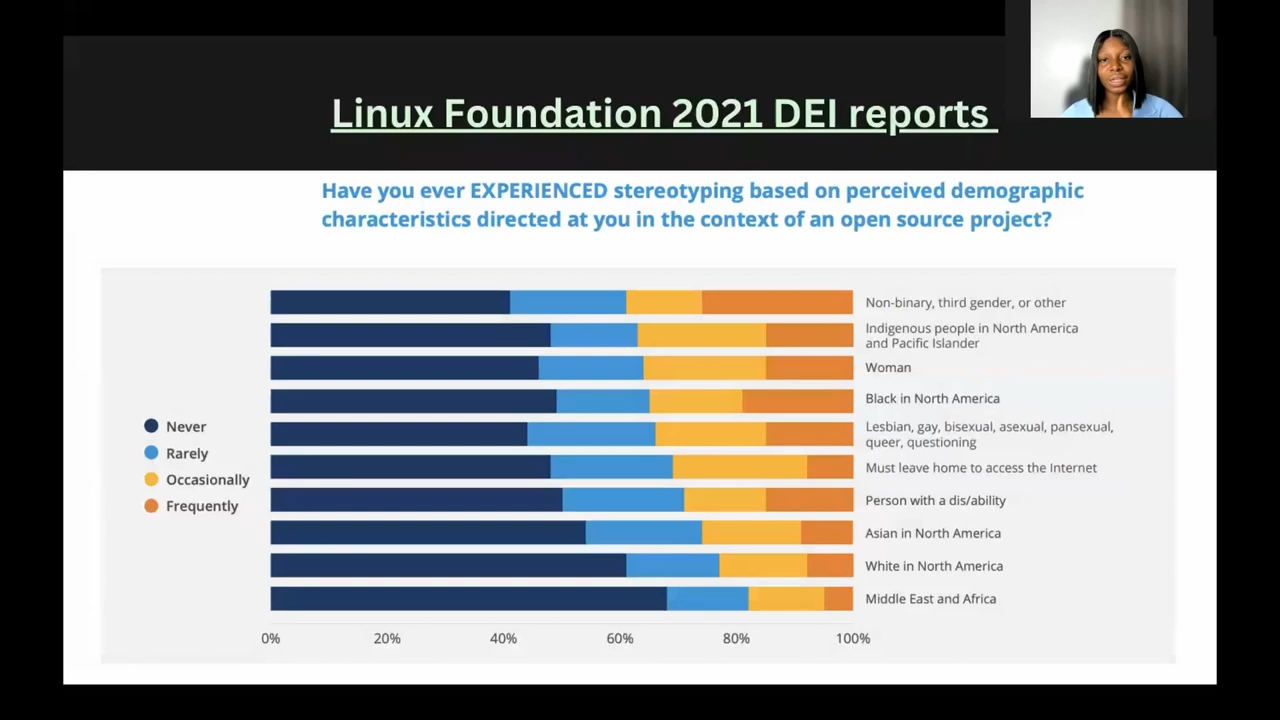 Linux Foundation 2021 DEI reports
Have you ever EXPERIENCED stereotyping based on perceived demographic
characteristics directed at you in the context of an open source project?
Never
Rarely
Occasionally
Frequently
Non-binary, third gender, or other
Indigenous people in North America
and Pacific Islander
Woman
Black in North America
Lesbian, gay, bisexual, asexual, pansexual,
queer, questioning
Must leave home to access the Internet
Person with a dis/ability
Asian in North America
White in North America
Middle East and Africa
0% 20% 40% 60% 80% 100%